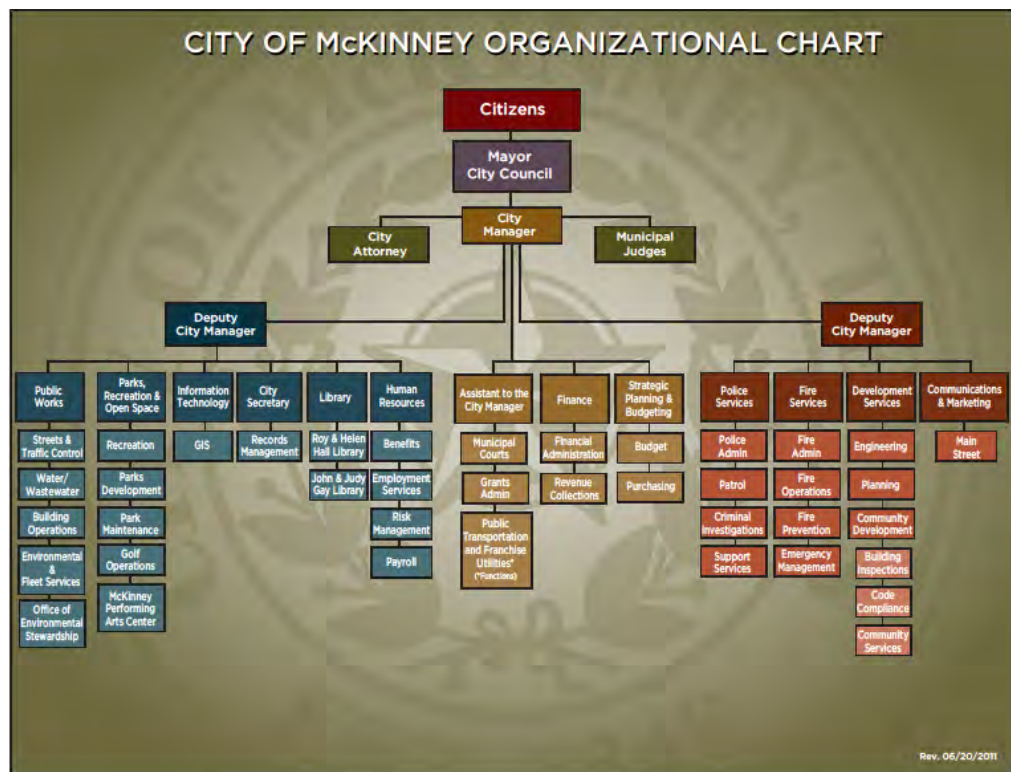 CITY OF McKINNEY ORGANIZATIONAL CHART
Citizens
Mayor
City Council
City
Manager
City
Attorney
Municipal
Judges
Deputy
City Manager
Deputy
City Manager
Public
Works
Streets &
Traffic Control
Water/
Wastewater
Building
Operations
Environmental
&
Fleet Services
Office of
Environmental
Stewardship
Parks,
Recreation &
Open Space
Recreation
Parks
Development
Park
Maintenance
Golf
Operations
McKinney
Performing
Arts Center
Information
Technology
GIS
City
Secretary
Records
Management
Library
Roy & Helen
Hall Library
John & Judy
Gay Library
Human
Resources
Benefits
Employment
Services
Risk
Management
Payroll
Assistant to the
City Manager
Municipal
Courts
Grants
Admin
Public
Transportation
and Franchise
Utilities*
(*Functions)
Finance
Financial
Administration
Revenue
Collections
Strategic
Planning &
Budgeting
Budget
Purchasing
Police
Services
Police
Admin
Patrol
Criminal
Investigations
Support
Services
Fire
Services
Fire
Admin
Fire
Operations
Fire
Prevention
Emergency
Management
Development
Services
Engineering
Planning
Community
Development
Building
Inspections
Code
Compliance
Community
Services
Communications
& Marketing
Main
Street
Rev. 06/20/2011